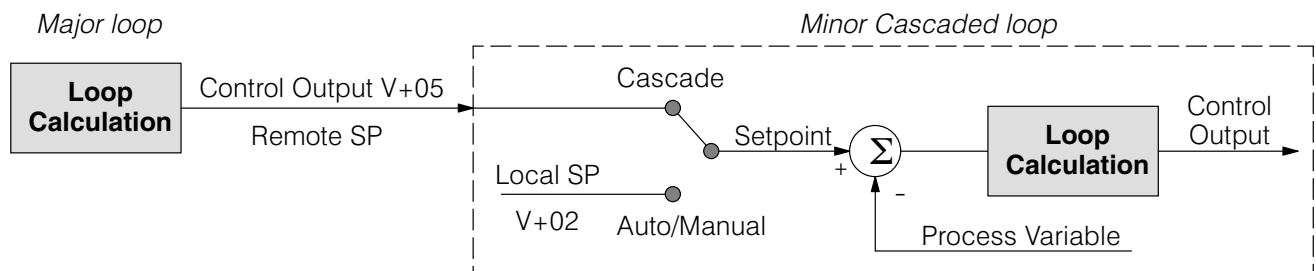 Major loop
Minor Cascaded loop
Loop
Calculation
Control Output V+05
Remote SP
Cascade
Local SP
V+02
Auto/Manual
Setpoint
+
Σ
-
Process Variable
Loop
Calculation
Control
Output